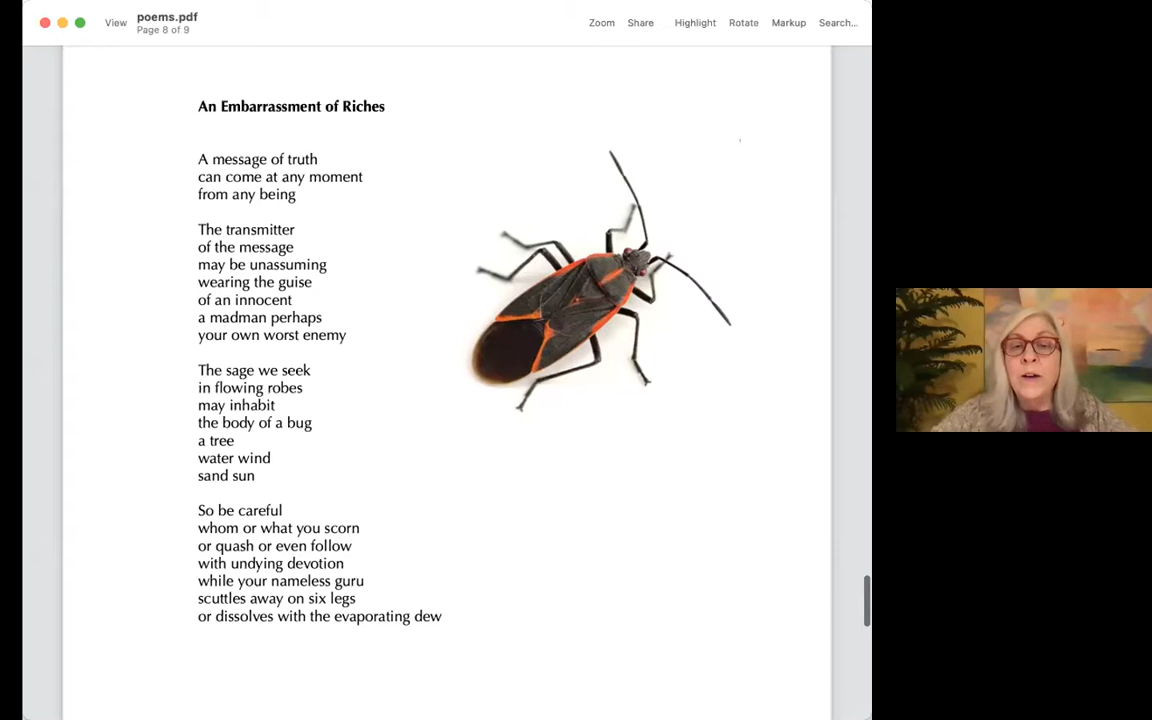 View
poems.pdf
Page 8 of 9
Zoom
Share
Highlight
Rotate
Markup
Search...
An Embarrassment of Riches
A message of truth
can come at any moment
from any being
The transmitter
of the message
may be unassuming
wearing the guise
of an innocent
a madman perhaps
your own worst enemy
The sage we seek
in flowing robes
may inhabit
the body of a bug
a tree
water wind
sand sun
So be careful
whom or what you scorn
or quash or even follow
with undying devotion
while your nameless guru
scuttles away on six legs
or dissolves with the evaporating dew